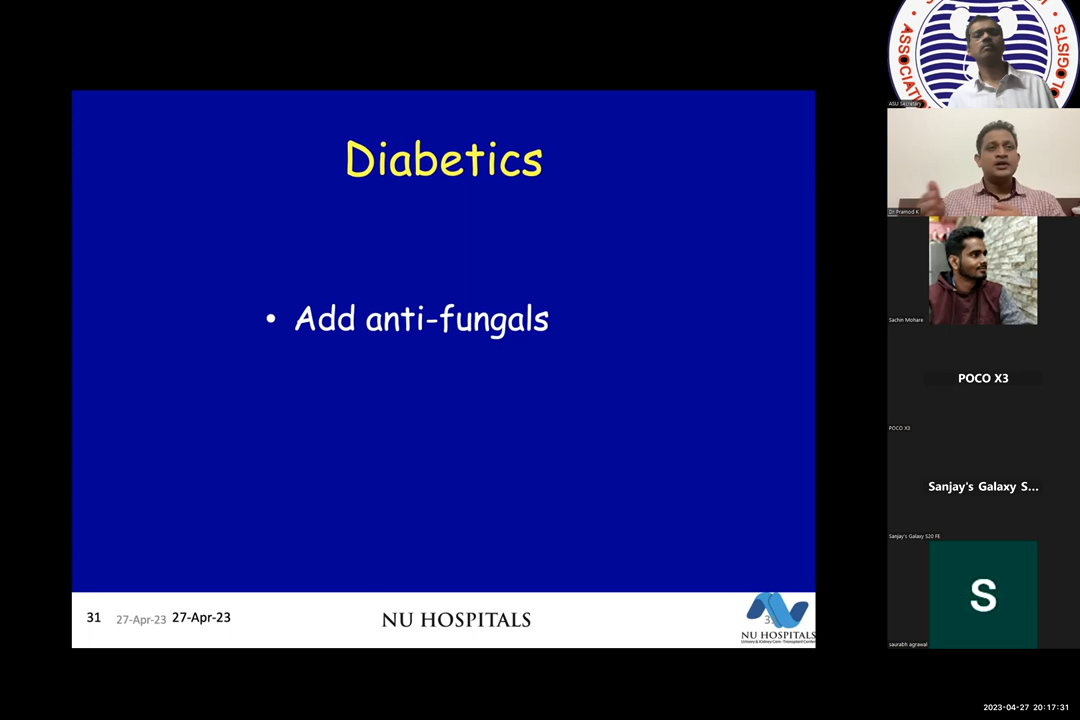 Diabetics
• Add anti-fungals
31 27-Apr-23 27-Apr-23
NU HOSPITALS
NU HOSPITALS
ASU Secretary
Dr Pramod K
Sachin Mohare
POCO X3
POCO X3
Sanjay's Galaxy S...
Sanjay's Galaxy S20 FE
S
saurabh agrawal
2023-04-27 20:17:31